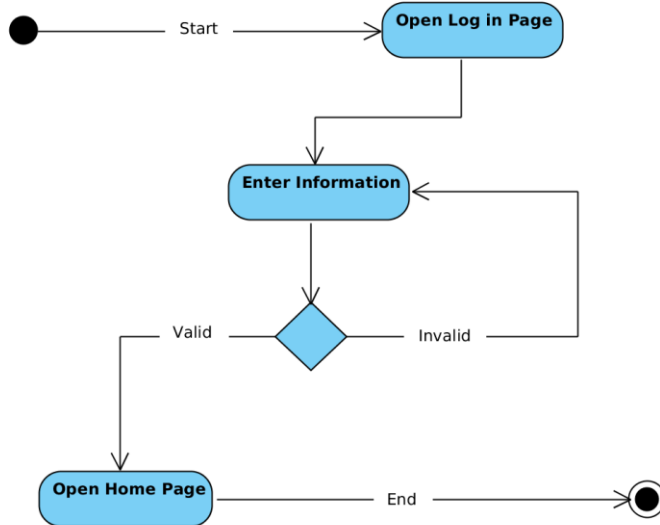 Start
Open Log in Page
Enter Information
Valid
Invalid
Open Home Page
End